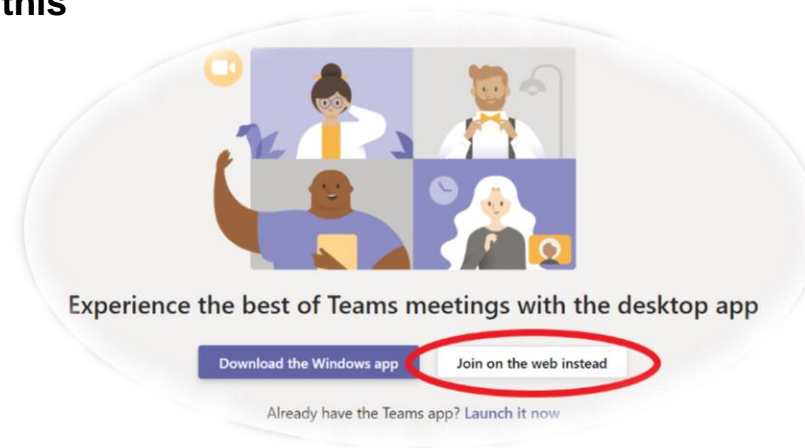 this
Experience the best of Teams meetings with the desktop app
Download the Windows app
Join on the web instead
Already have the Teams app? Launch it now